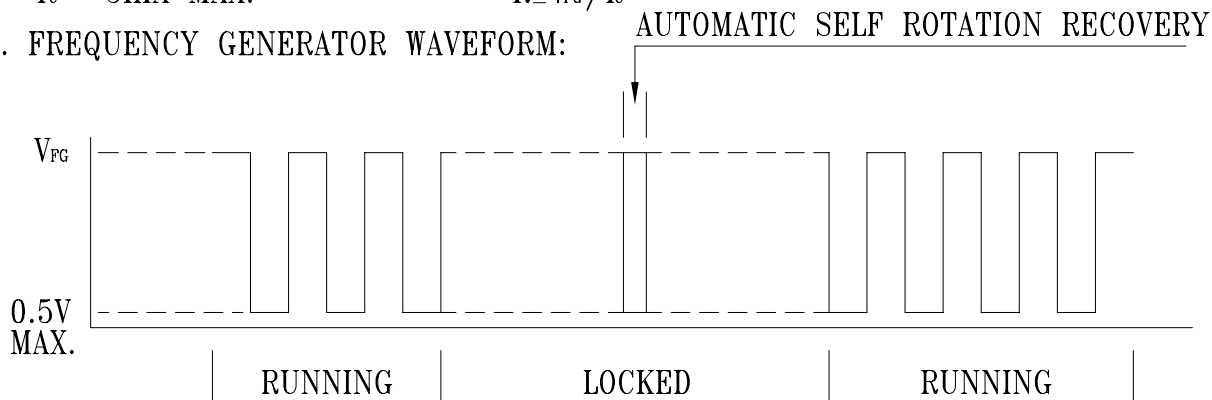 . FREQUENCY GENERATOR WAVEFORM:
AUTOMATIC SELF ROTATION RECOVERY
VFG
0.5V
MAX.
RUNNING
LOCKED
RUNNING